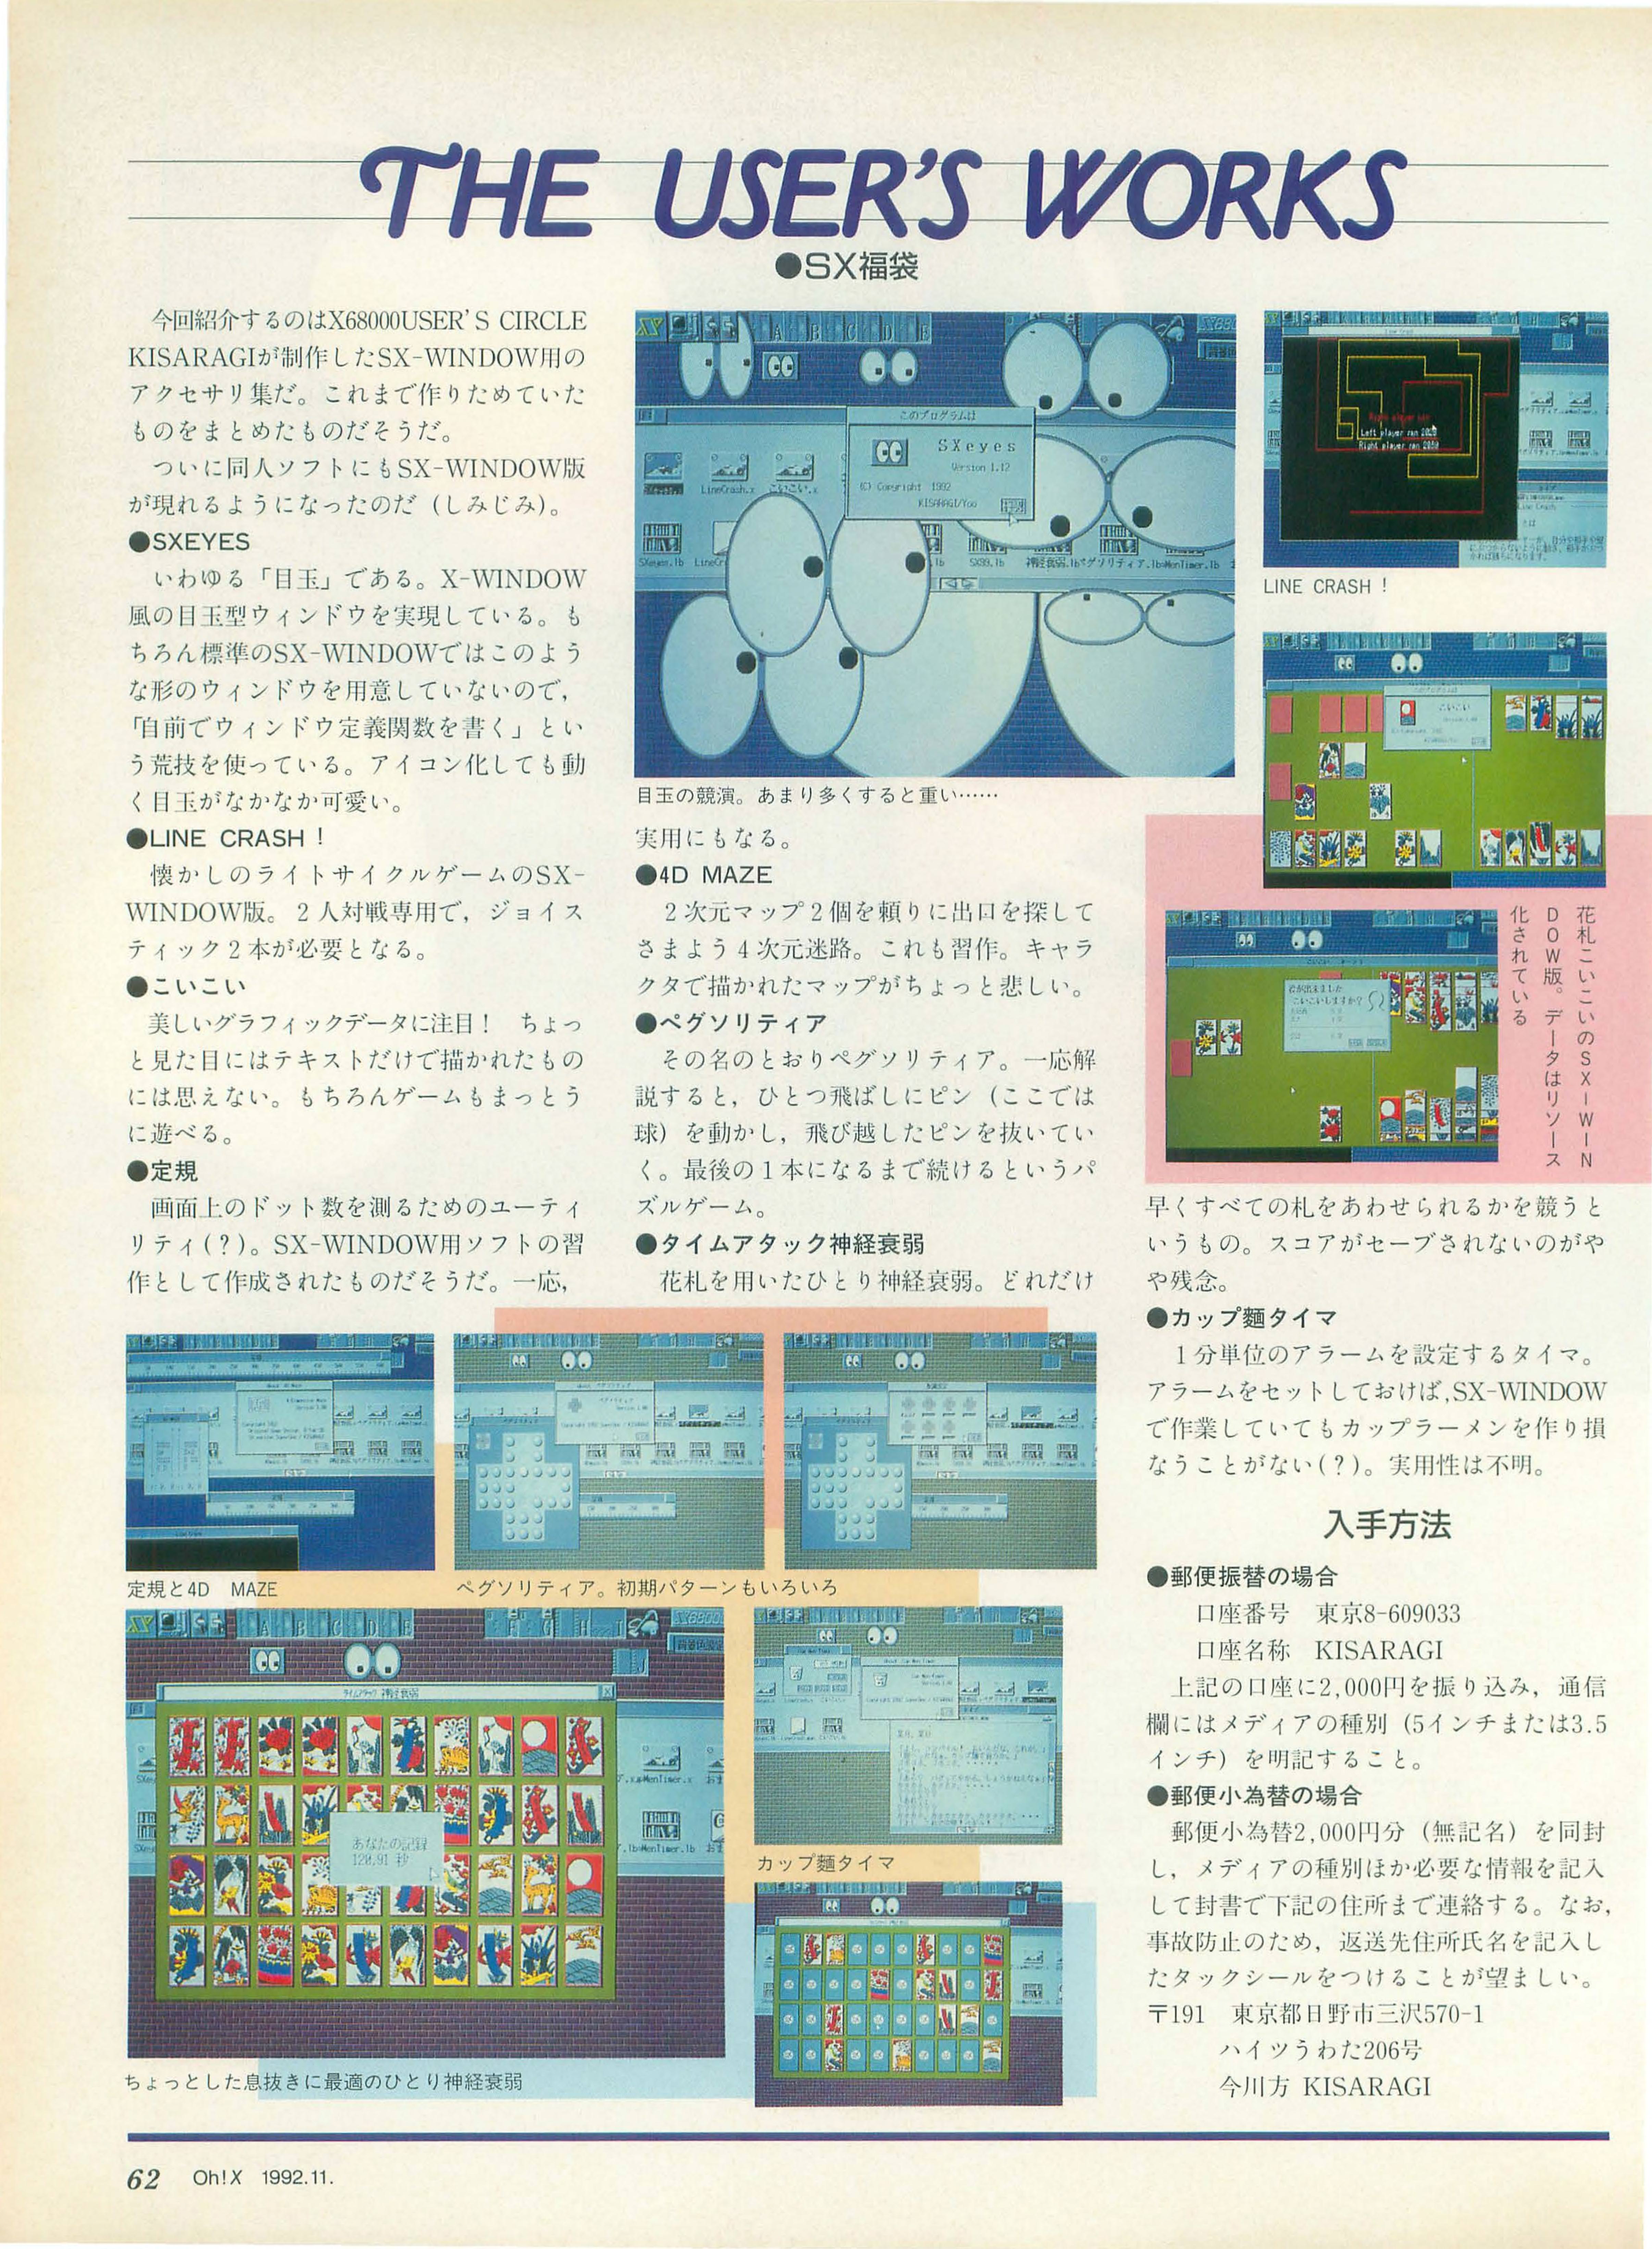 THE USER'S WORKS
●SX福袋
今回紹介するのはX68000USER'S CIRCLE
KISARAGIが制作したSX-WINDOW用の
アクセサリ集だ。これまで作りためていた
ものをまとめたものだそうだ。
ついに同人ソフトにもSX-WINDOW版
が現れるようになったのだ（しみじみ）。
●SXEYES
いわゆる「目玉」である。X-WINDOW
風の目玉型ウィンドウを実現している。も
ちろん標準のSX-WINDOWではこのよう
な形のウィンドウを用意していないので，
「自前でウィンドウ定義関数を書く」とい
う荒技を使っている。アイコン化しても動
く目玉がなかなか可愛い。
●LINE CRASH！
懐かしのライトサイクルゲームのSX-
WINDOW版。2人対戦専用で，ジョイス
ティック2本が必要となる。
●こいこい
美しいグラフィックデータに注目！　ちょっ
と見た目にはテキストだけで描かれたもの
には思えない。もちろんゲームもまっとう
に遊べる。
●定規
画面上のドット数を測るためのユーティ
リティ(？)。SX-WINDOW用ソフトの習
作として作成されたものだそうだ。一応，
このプログラムは
SXeyes
Version 1.12
(C) Copyright 1992
KISARAGI/Yoo
LineCrash.x
こいこい.x
SXeyes.lb
目玉の競演。あまり多くすると重い……
実用にもなる。
●4D MAZE
2次元マップ2個を頼りに出口を探して
さまよう4次元迷路。これも習作。キャラ
クタで描かれたマップがちょっと悲しい。
●ペグソリティア
その名のとおりペグソリティア。一応解
説すると，ひとつ飛ばしにピン（ここでは
球）を動かし，飛び越したピンを抜いてい
く。最後の1本になるまで続けるというパ
ズルゲーム。
●タイムアタック神経衰弱
花札を用いたひとり神経衰弱。どれだけ
LINE CRASH！
花札こいこいのSX-WIN
DOW版。データはリソース
化されている
早くすべての札をあわせられるかを競うと
いうもの。スコアがセーブされないのがや
や残念。
●カップ麵タイマ
1分単位のアラームを設定するタイマ。
アラームをセットしておけば，SX-WINDOW
で作業していてもカップラーメンを作り損
なうことがない(？)。実用性は不明。
入手方法
●郵便振替の場合
口座番号　東京8-609033
口座名称　KISARAGI
上記の口座に2,000円を振り込み，通信
欄にはメディアの種別（5インチまたは3.5
インチ）を明記すること。
●郵便小為替の場合
郵便小為替2,000円分（無記名）を同封
し，メディアの種別ほか必要な情報を記入
して封書で下記の住所まで連絡する。なお，
事故防止のため，返送先住所氏名を記入し
たタックシールをつけることが望ましい。
〒191　東京都日野市三沢570-1
ハイツうわた206号
今川方 KISARAGI
定規と4D　MAZE
ペグソリティア。初期パターンもいろいろ
タイムアタック 神経衰弱
あなたの記録
120.91 秒
ちょっとした息抜きに最適のひとり神経衰弱
カップ麵タイマ
62　Oh!X　1992.11.